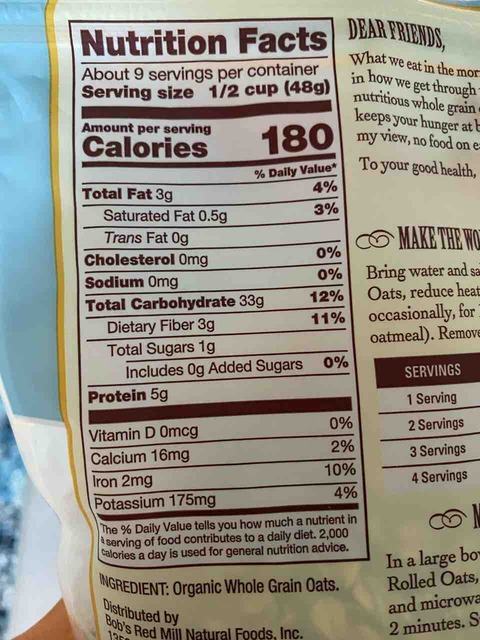 Nutrition Facts
About 9 servings per container
Serving size 1/2 cup (48g)
Amount per serving
Calories 180
% Daily Value*
Total Fat 3g 4%
Saturated Fat 0.5g 3%
Trans Fat 0g
Cholesterol 0mg 0%
Sodium 0mg 0%
Total Carbohydrate 33g 12%
Dietary Fiber 3g 11%
Total Sugars 1g
Includes 0g Added Sugars 0%
Protein 5g
Vitamin D 0mcg 0%
Calcium 16mg 2%
Iron 2mg 10%
Potassium 175mg 4%
*The % Daily Value tells you how much a nutrient in
a serving of food contributes to a daily diet. 2,000
calories a day is used for general nutrition advice.
INGREDIENT: Organic Whole Grain Oats.
Distributed by
Bob's Red Mill Natural Foods, Inc.
DEAR FRIENDS,
What we eat in the
in how we get through
nutritious whole grain
keeps your hunger at
my view, no food on
To your good health,
MAKE THE
Bring water and
Oats, reduce heat
occasionally, for
oatmeal). Remove
SERVINGS
1 Serving
2 Servings
3 Servings
4 Servings
In a large
Rolled Oats,
and
2 minutes.